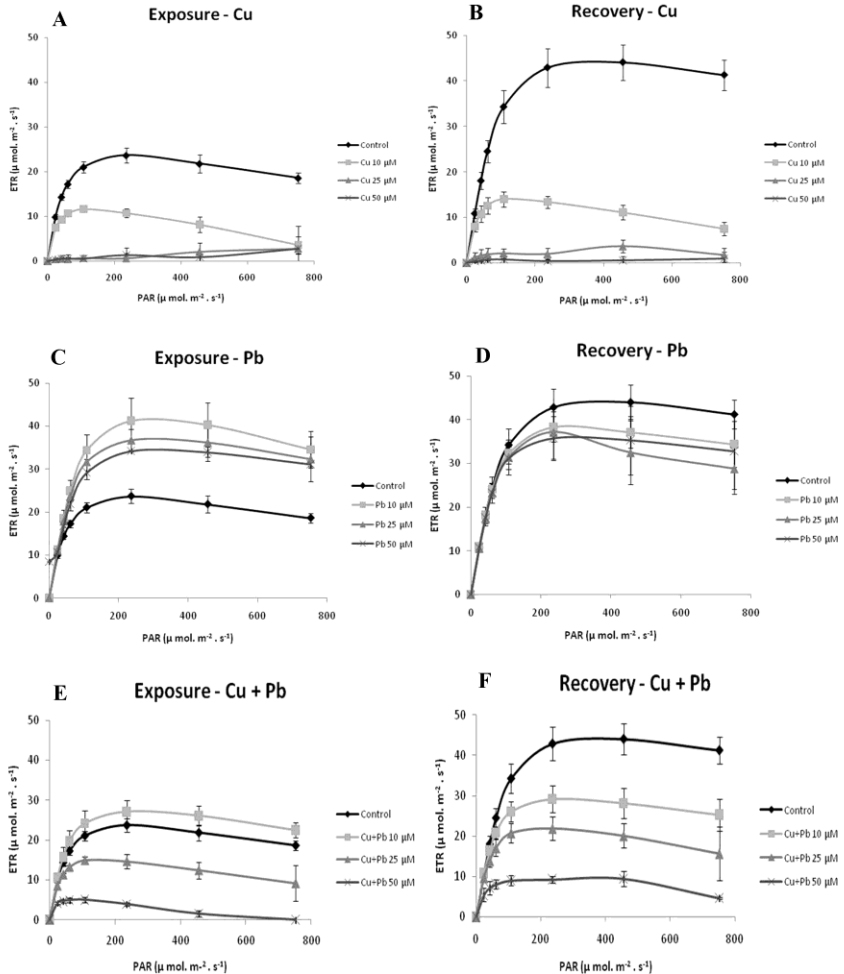 A
Exposure - Cu
50
40
30
20
10
0
0 200 400 600 800
ETR (µ mol. m⁻² . s⁻¹)
PAR (µ mol. m⁻² . s⁻¹)
Control
Cu 10 µM
Cu 25 µM
Cu 50 µM
B
Recovery - Cu
50
40
30
20
10
0
0 200 400 600 800
ETR (µ mol. m⁻² . s⁻¹)
PAR (µ mol. m⁻² . s⁻¹)
Control
Cu 10 µM
Cu 25 µM
Cu 50 µM
C
Exposure - Pb
50
40
30
20
10
0
0 200 400 600 800
ETR (µ mol. m⁻² . s⁻¹)
PAR (µ mol. m⁻² . s⁻¹)
Control
Pb 10 µM
Pb 25 µM
Pb 50 µM
D
Recovery - Pb
50
40
30
20
10
0
0 200 400 600 800
ETR (µ mol. m⁻² . s⁻¹)
PAR (µ mol. m⁻² . s⁻¹)
Control
Pb 10 µM
Pb 25 µM
Pb 50 µM
E
Exposure - Cu + Pb
50
40
30
20
10
0
0 200 400 600 800
ETR (µ mol. m⁻² . s⁻¹)
PAR (µ mol. m-² . s⁻¹)
Control
Cu+Pb 10 µM
Cu+Pb 25 µM
Cu+Pb 50 µM
F
Recovery - Cu + Pb
50
40
30
20
10
0
0 200 400 600 800
ETR (µ mol. m⁻² . s⁻¹)
PAR (µ mol. m⁻² . s⁻¹)
Control
Cu+Pb 10 µM
Cu+Pb 25 µM
Cu+Pb 50 µM